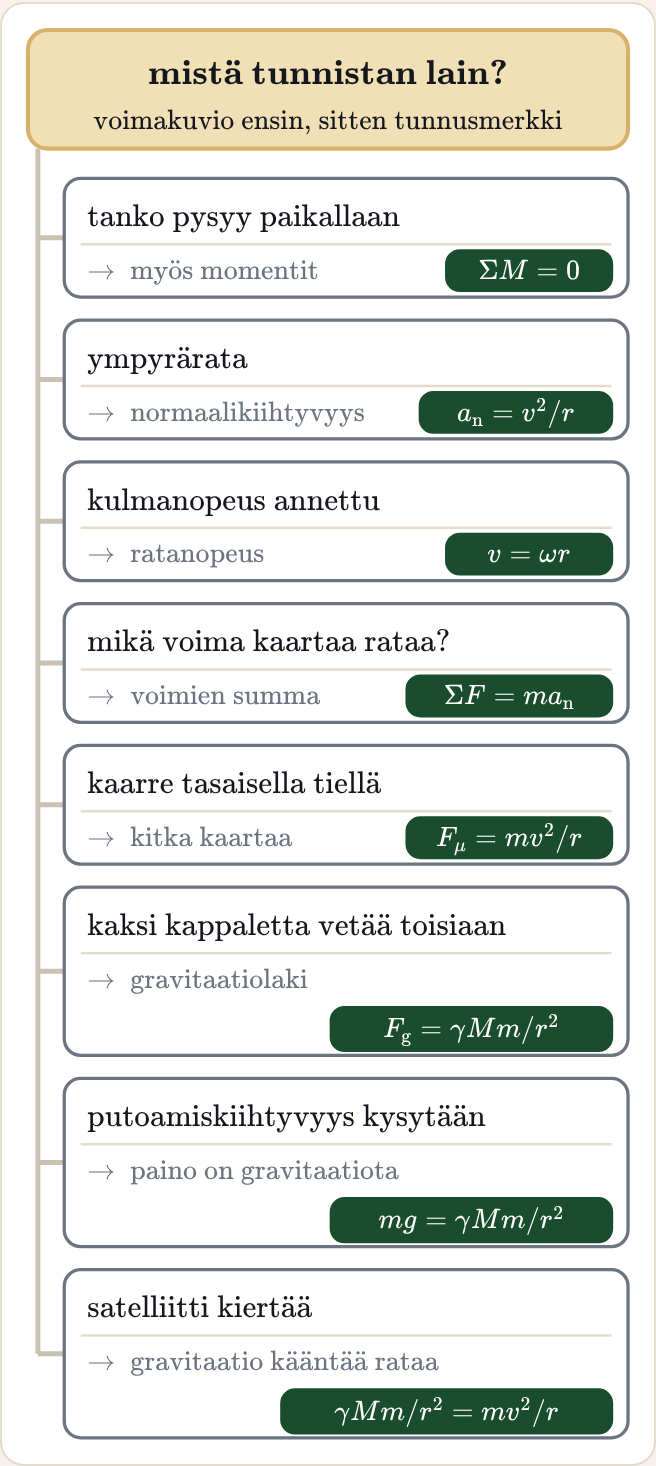 mistä tunnistan lain?
voimakuvio ensin, sitten tunnusmerkki
tanko pysyy paikallaan
→ myös momentit ΣM = 0
ympyrärata
→ normaalikiihtyvyys aₙ = v²/r
kulmanopeus annettu
→ ratanopeus v = ωr
mikä voima kaartaa rataa?
→ voimien summa ΣF = maₙ
kaarre tasaisella tiellä
→ kitka kaartaa F_μ = mv²/r
kaksi kappaletta vetää toisiaan
→ gravitaatiolaki
F_g = γMm/r²
putoamiskiihtyvyys kysytään
→ paino on gravitaatiota
mg = γMm/r²
satelliitti kiertää
→ gravitaatio kääntää rataa
γMm/r² = mv²/r